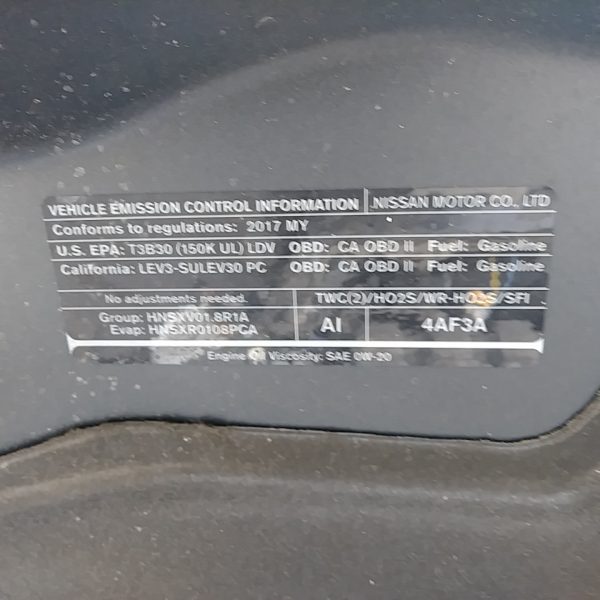 VEHICLE EMISSION CONTROL INFORMATION NISSAN MOTOR CO., LTD
Conforms to regulations: 2017 MY
U.S. EPA: T3B30 (150K UL) LDV OBD: CA OBD II Fuel: Gasoline
California: LEV3-SULEV30 PC OBD: CA OBD II Fuel: Gasoline
No adjustments needed. TWC(2)/HO2S/WR-HO2S/SFI
Group: HNSXV01.8R1A
Evap: HNSXR0108PCA
AI 4AF3A
Engine Oil Viscosity: SAE 0W-20